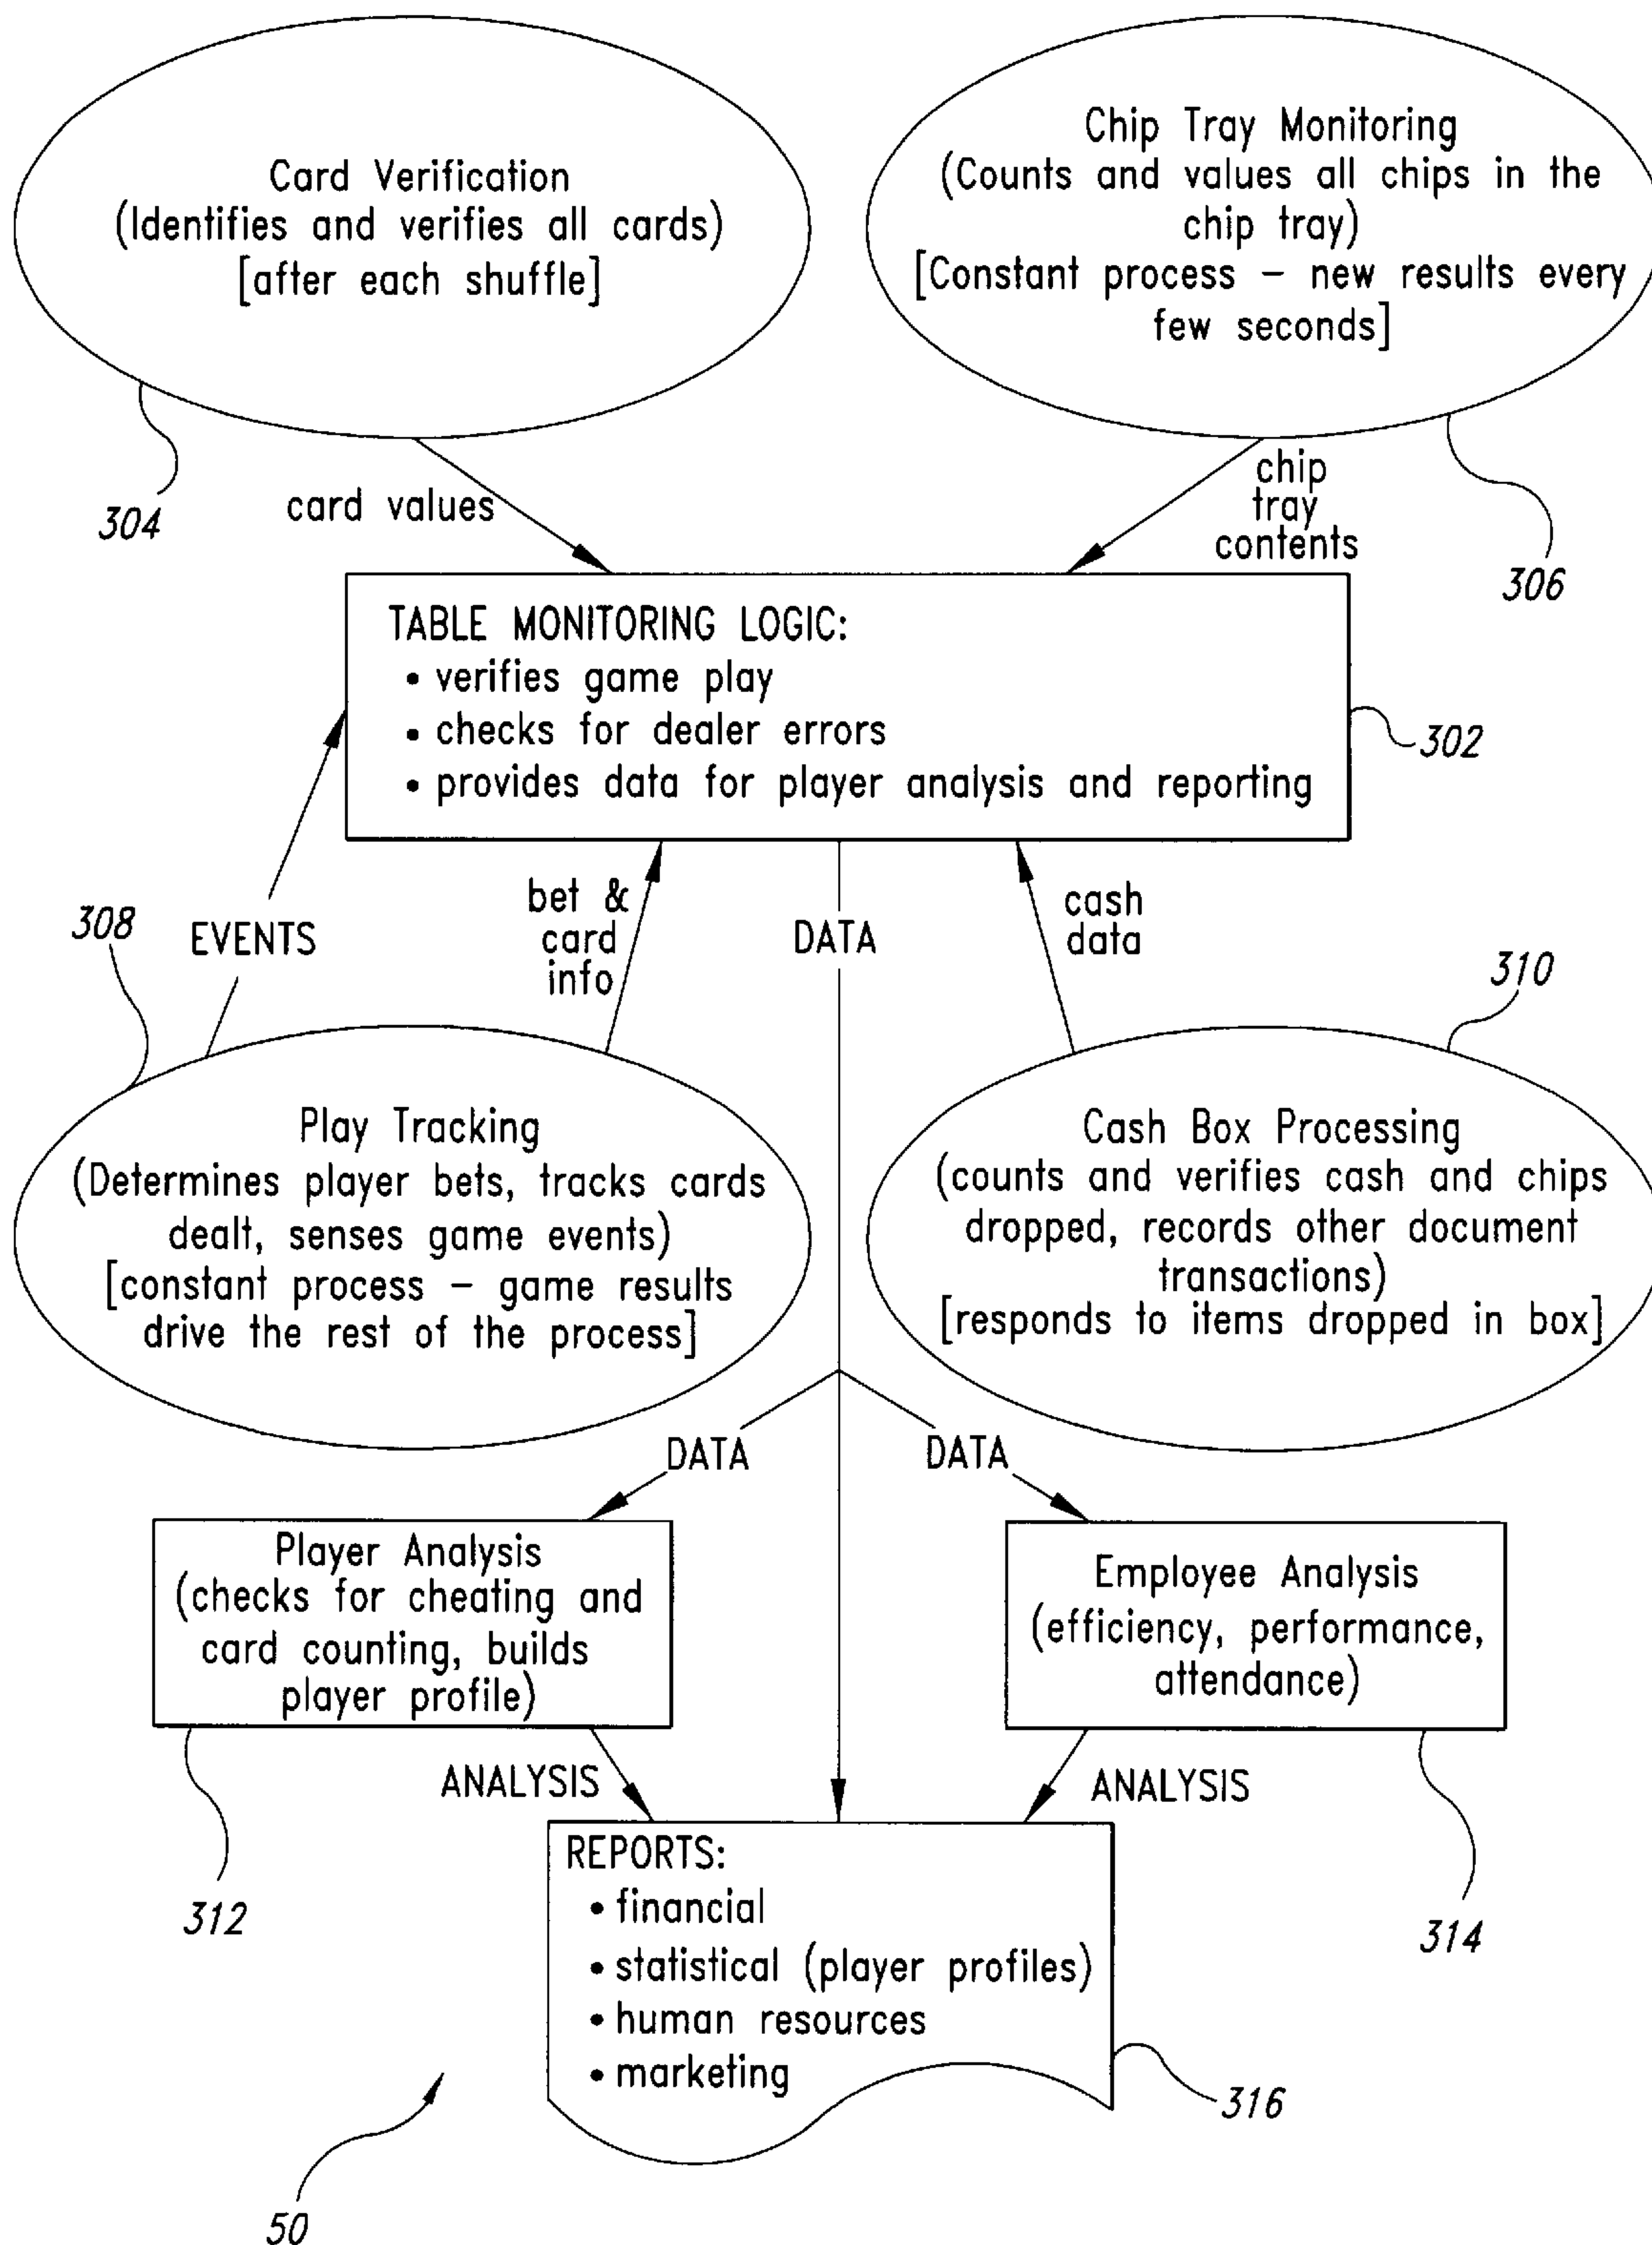 Card Verification
(Identifies and verifies all cards)
[after each shuffle]
Chip Tray Monitoring
(Counts and values all chips in the
chip tray)
[Constant process – new results every
few seconds]
304
card values
chip
tray
contents
306
TABLE MONITORING LOGIC:
• verifies game play
• checks for dealer errors
• provides data for player analysis and reporting
302
308
EVENTS
bet &
card
info
DATA
cash
data
310
Play Tracking
(Determines player bets, tracks cards
dealt, senses game events)
[constant process – game results
drive the rest of the process]
Cash Box Processing
(counts and verifies cash and chips
dropped, records other document
transactions)
[responds to items dropped in box]
DATA
DATA
Player Analysis
(checks for cheating and
card counting, builds
player profile)
Employee Analysis
(efficiency, performance,
attendance)
ANALYSIS
ANALYSIS
312
314
REPORTS:
• financial
• statistical (player profiles)
• human resources
• marketing
316
50